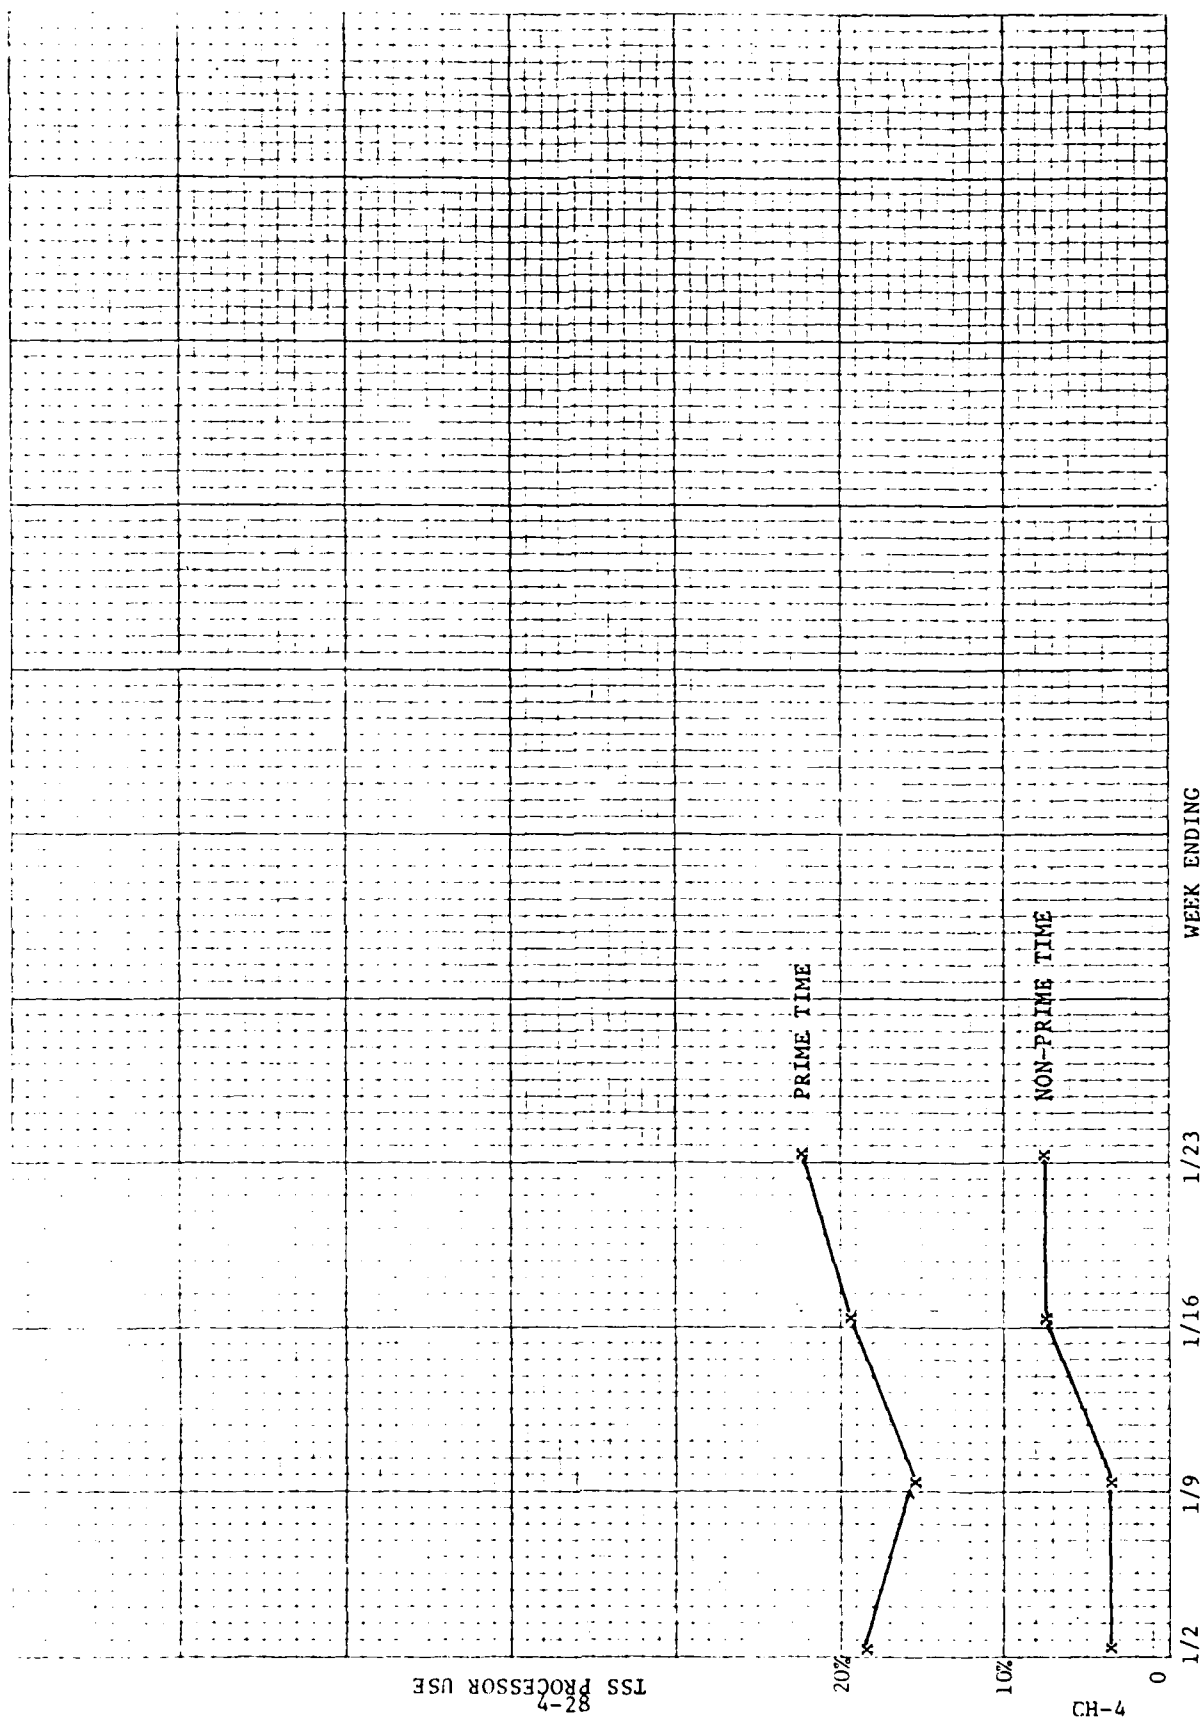 TSS PROCESSOR USE
20%
10%
0
PRIME TIME
NON-PRIME TIME
1/2
1/9
1/16
1/23
WEEK ENDING
4-28
CH-4